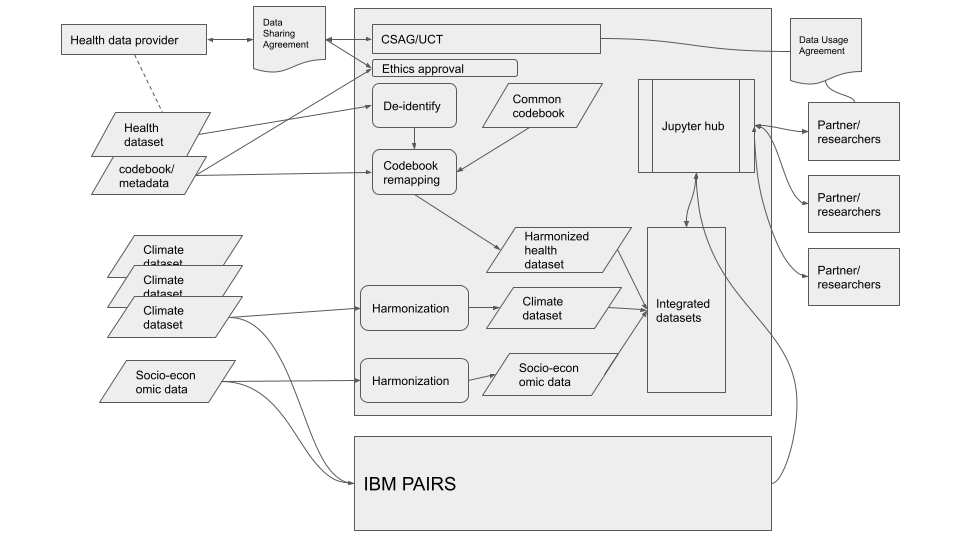 Health data provider
Data
Sharing
Agreement
CSAG/UCT
Ethics approval
Data Usage
Agreement
De-identify
Common
codebook
Jupyter hub
Partner/
researchers
Health
dataset
codebook/
metadata
Codebook
remapping
Partner/
researchers
Harmonized
health
dataset
Partner/
researchers
Climate
dataset
Climate
dataset
Climate
dataset
Harmonization
Climate
dataset
Integrated
datasets
Socio-econ
omic data
Harmonization
Socio-econ
omic data
IBM PAIRS